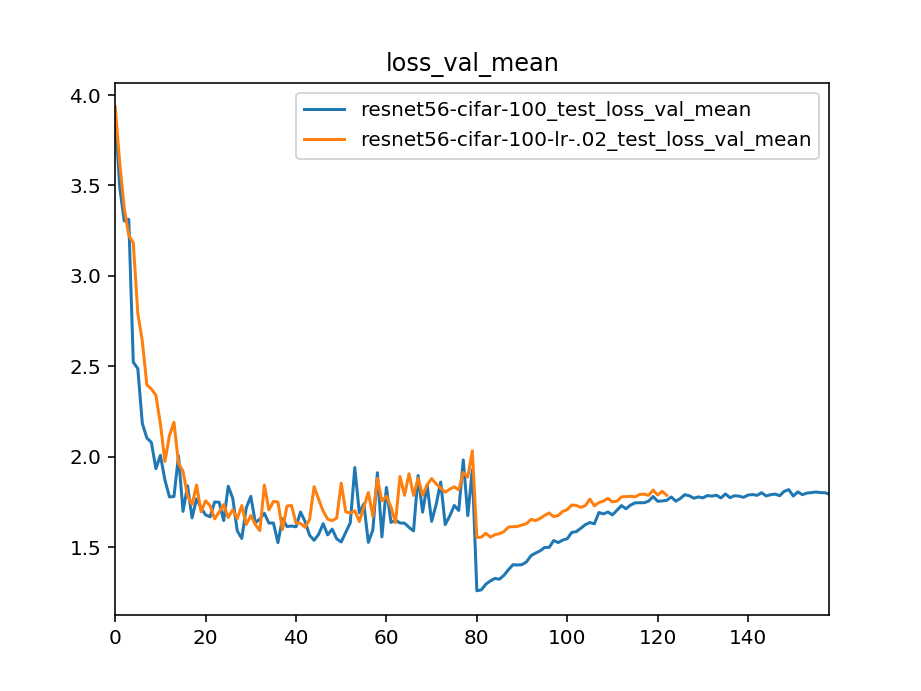 loss_val_mean
resnet56-cifar-100_test_loss_val_mean
resnet56-cifar-100-lr-.02_test_loss_val_mean
4.0
3.5
3.0
2.5
2.0
1.5
0 20 40 60 80 100 120 140